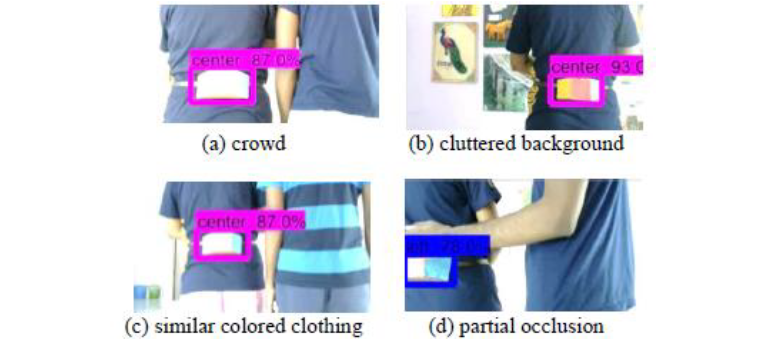 center 87.0%
center 93.0
(a) crowd
(b) cluttered background
center 87.0%
78.0%
(c) similar colored clothing
(d) partial occlusion